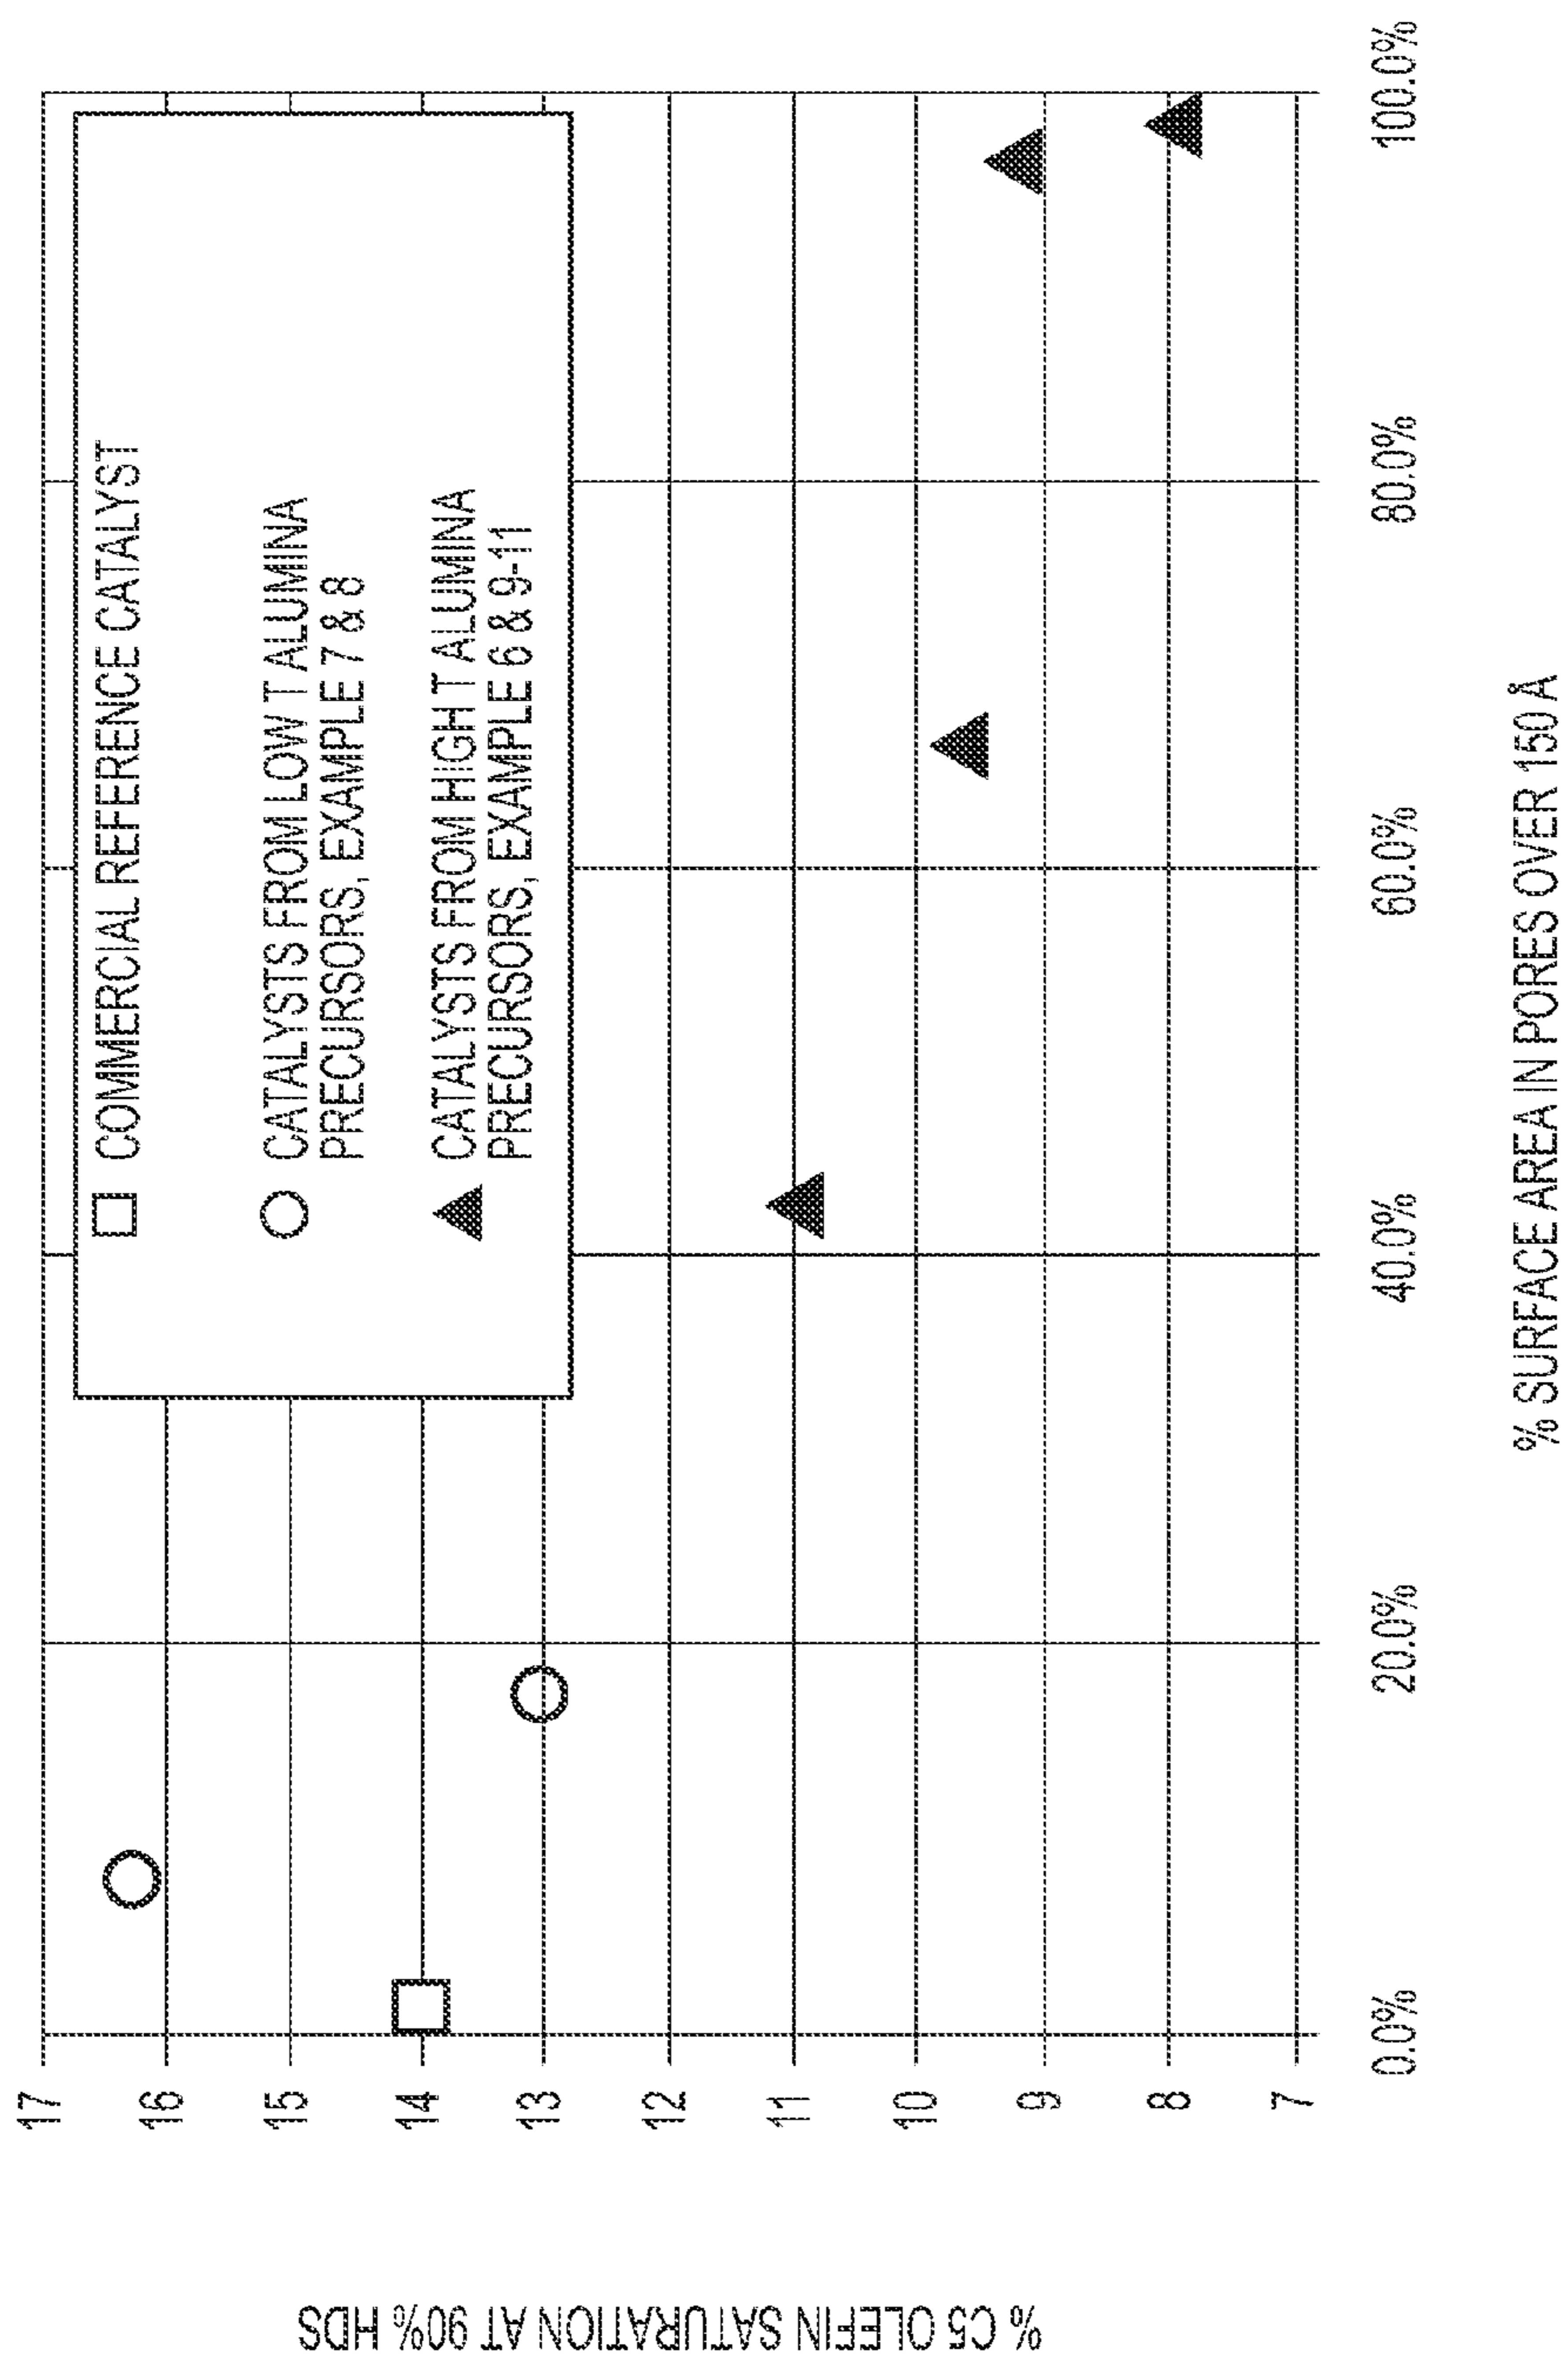 % C5 OLEFIN SATURATION AT 90% HDS
17
16
15
14
13
12
11
10
9
8
7
COMMERCIAL REFERENCE CATALYST
CATALYSTS FROM LOW T ALUMINA
PRECURSORS, EXAMPLE 7 & 8
CATALYSTS FROM HIGH T ALUMINA
PRECURSORS, EXAMPLE 6 & 9-11
0.0%
20.0%
40.0%
60.0%
80.0%
100.0%
% SURFACE AREA IN PORES OVER 150 Å